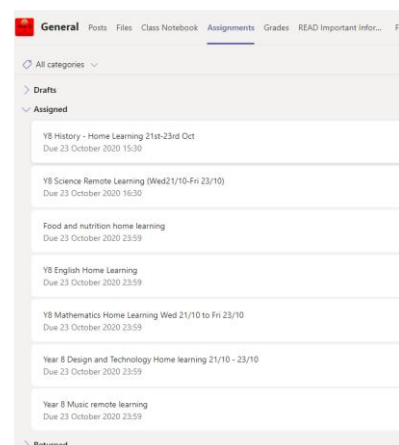 General Posts Files Class Notebook Assignments Grades READ Important Infor...
All categories
Drafts
Assigned
Y8 History - Home Learning 21st-23rd Oct
Due 23 October 2020 15:30
Y8 Science Remote Learning (Wed21/10-Fri 23/10)
Due 23 October 2020 16:30
Food and nutrition home learning
Due 23 October 2020 23:59
Y8 English Home Learning
Due 23 October 2020 23:59
Y8 Mathematics Home Learning Wed 21/10 to Fri 23/10
Due 23 October 2020 23:59
Year 8 Design and Technology Home learning 21/10 - 23/10
Due 23 October 2020 23:59
Year 8 Music remote learning
Due 23 October 2020 23:59
Returned